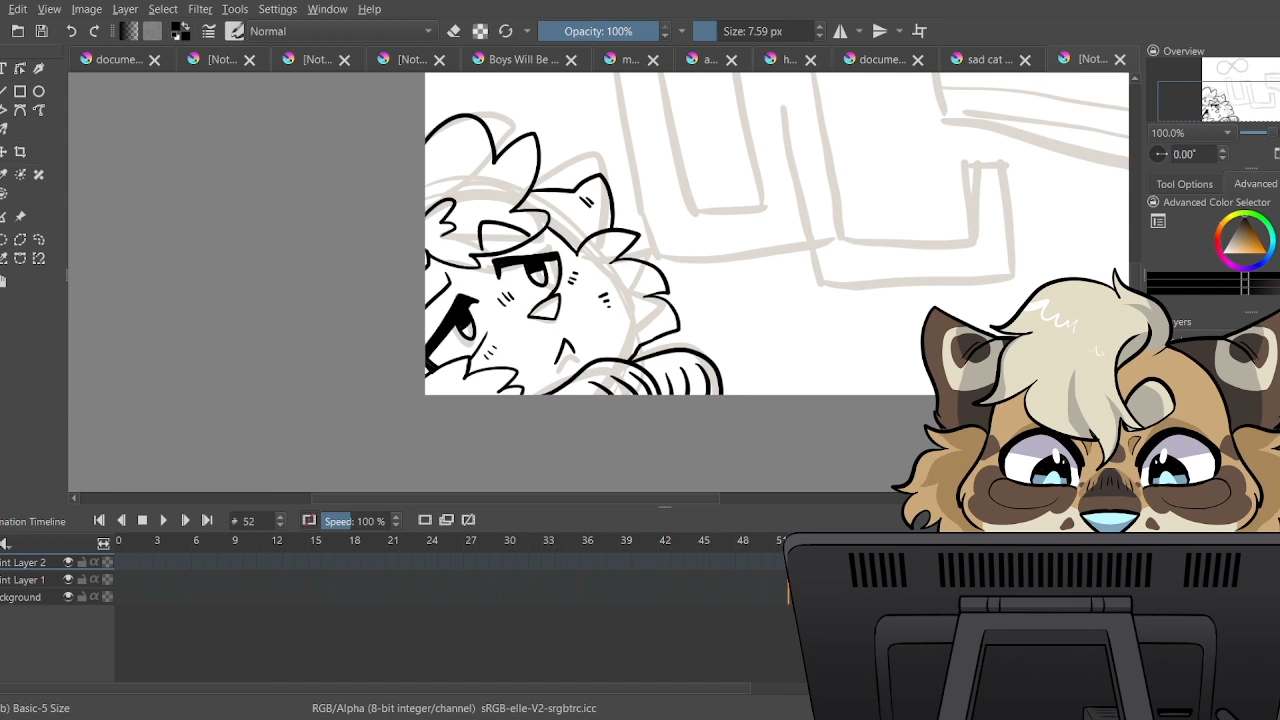 Edit View Image Layer Select Filter Tools Settings Window Help
Normal Opacity: 100% Size: 7.59 px
docume... [Not... [Not... [Not... Boys Will Be ... m... a... h... docume... sad cat ... [Not...
Overview
100.0%
0.00°
Tool Options Advanced
Advanced Color Selector
yers
# 52 Speed: 100 %
nation Timeline
0 3 6 9 12 15 18 21 24 27 30 33 36 39 42 45 48
int Layer 2
int Layer 1
ckground
b) Basic-5 Size
RGB/Alpha (8-bit integer/channel) sRGB-elle-V2-srgbtrc.icc